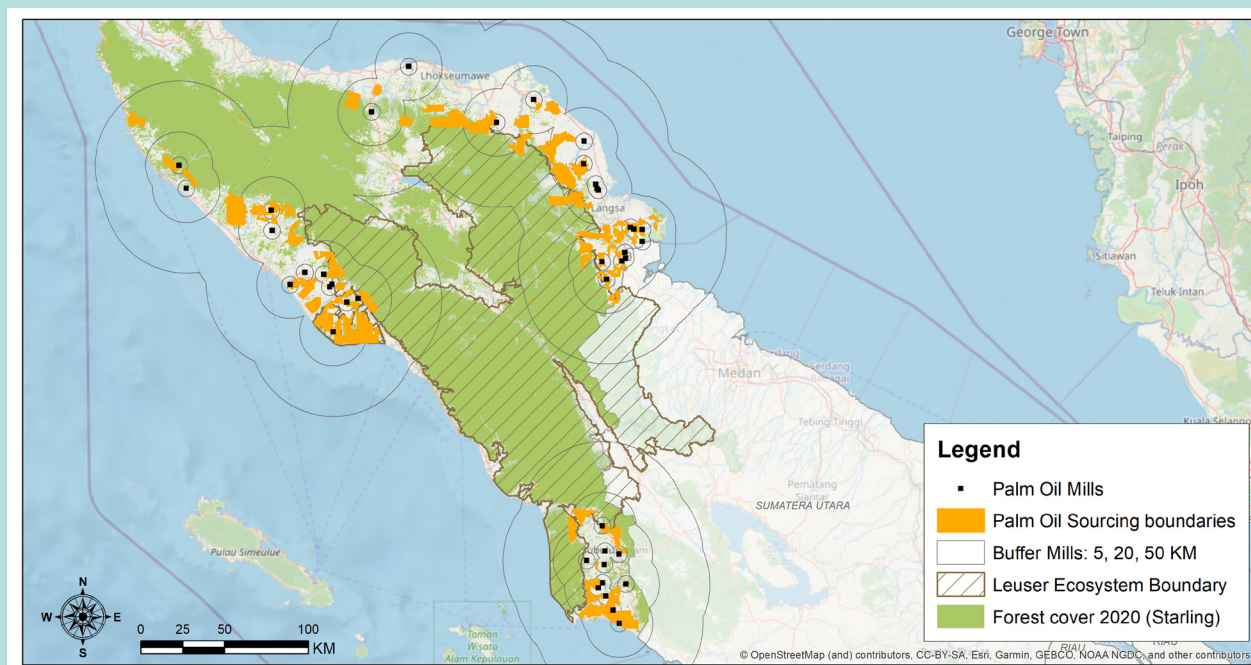 George Town
Lhokseumawe
Taiping
Perak
Ipoh
Langsa
Sitiawan
Teluk Intan
Medan
Serdang
Bedagai
Tebing Tinggi
Kuala Selangor
Pematang
Siantar
SUMATERA UTARA
Pulau Simeulue
Taman
Wisata
Alam Kepulauan
RIAU
Legend
Palm Oil Mills
Palm Oil Sourcing boundaries
Buffer Mills: 5, 20, 50 KM
Leuser Ecosystem Boundary
Forest cover 2020 (Starling)
N
W
E
S
0 25 50 100
KM
© OpenStreetMap (and) contributors, CC-BY-SA, Esri, Garmin, GEBCO, NOAA NGDC, and other contributors